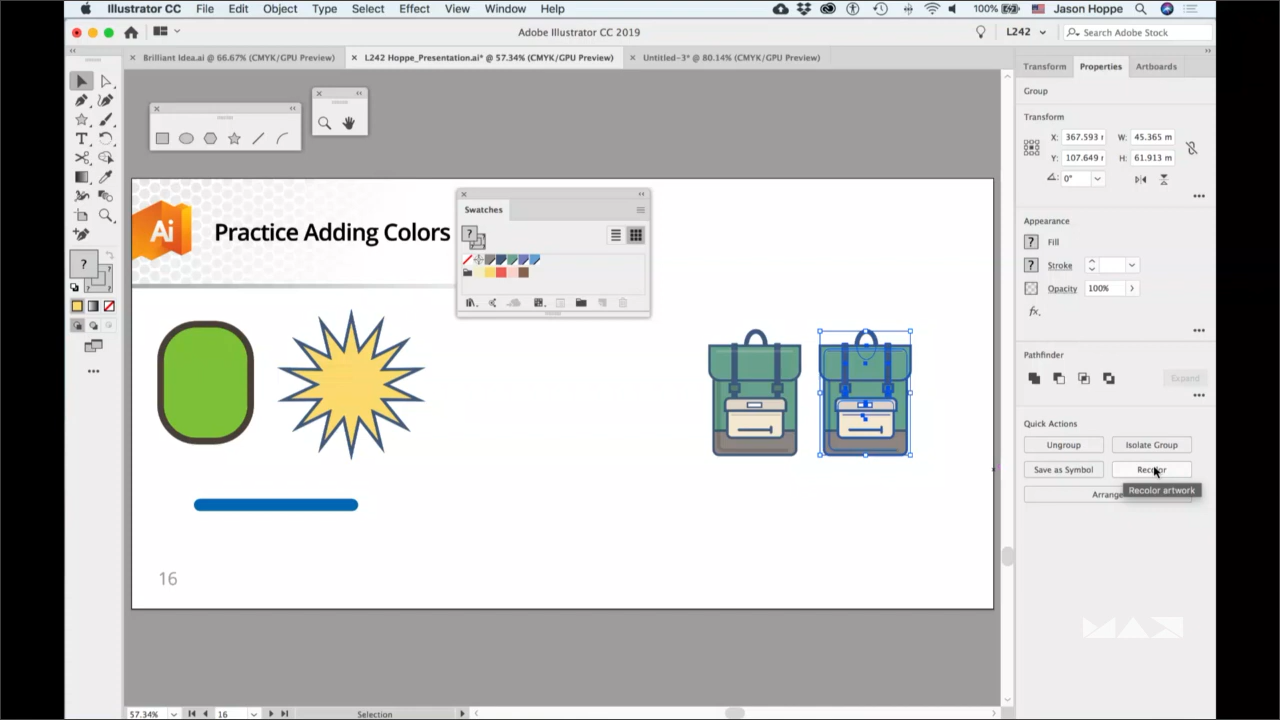 Illustrator CC File Edit Object Type Select Effect View Window Help 100% Jason Hoppe
Adobe Illustrator CC 2019 L242 Search Adobe Stock
Brilliant Idea.ai @ 66.67% (CMYK/GPU Preview) L242 Hoppe_Presentation.ai* @ 57.34% (CMYK/GPU Preview) Untitled-3* @ 80.14% (CMYK/GPU Preview)
Transform Properties Artboards
Group
Transform
X: 367.593 r W: 45.365 m
Y: 107.649 r H: 61.913 m
0°
Appearance
? Fill
? Stroke
Opacity 100%
fx.
Pathfinder
Expand
Quick Actions
Ungroup Isolate Group
Save as Symbol Recolor
Arrange
Recolor artwork
Ai Practice Adding Colors
Swatches
?
?
16
MAX
57.34% 16 Selection